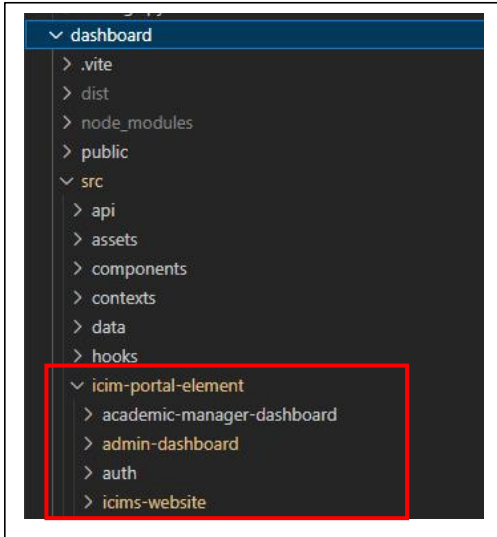 dashboard
.vite
dist
node_modules
public
src
api
assets
components
contexts
data
hooks
icim-portal-element
academic-manager-dashboard
admin-dashboard
auth
icims-website